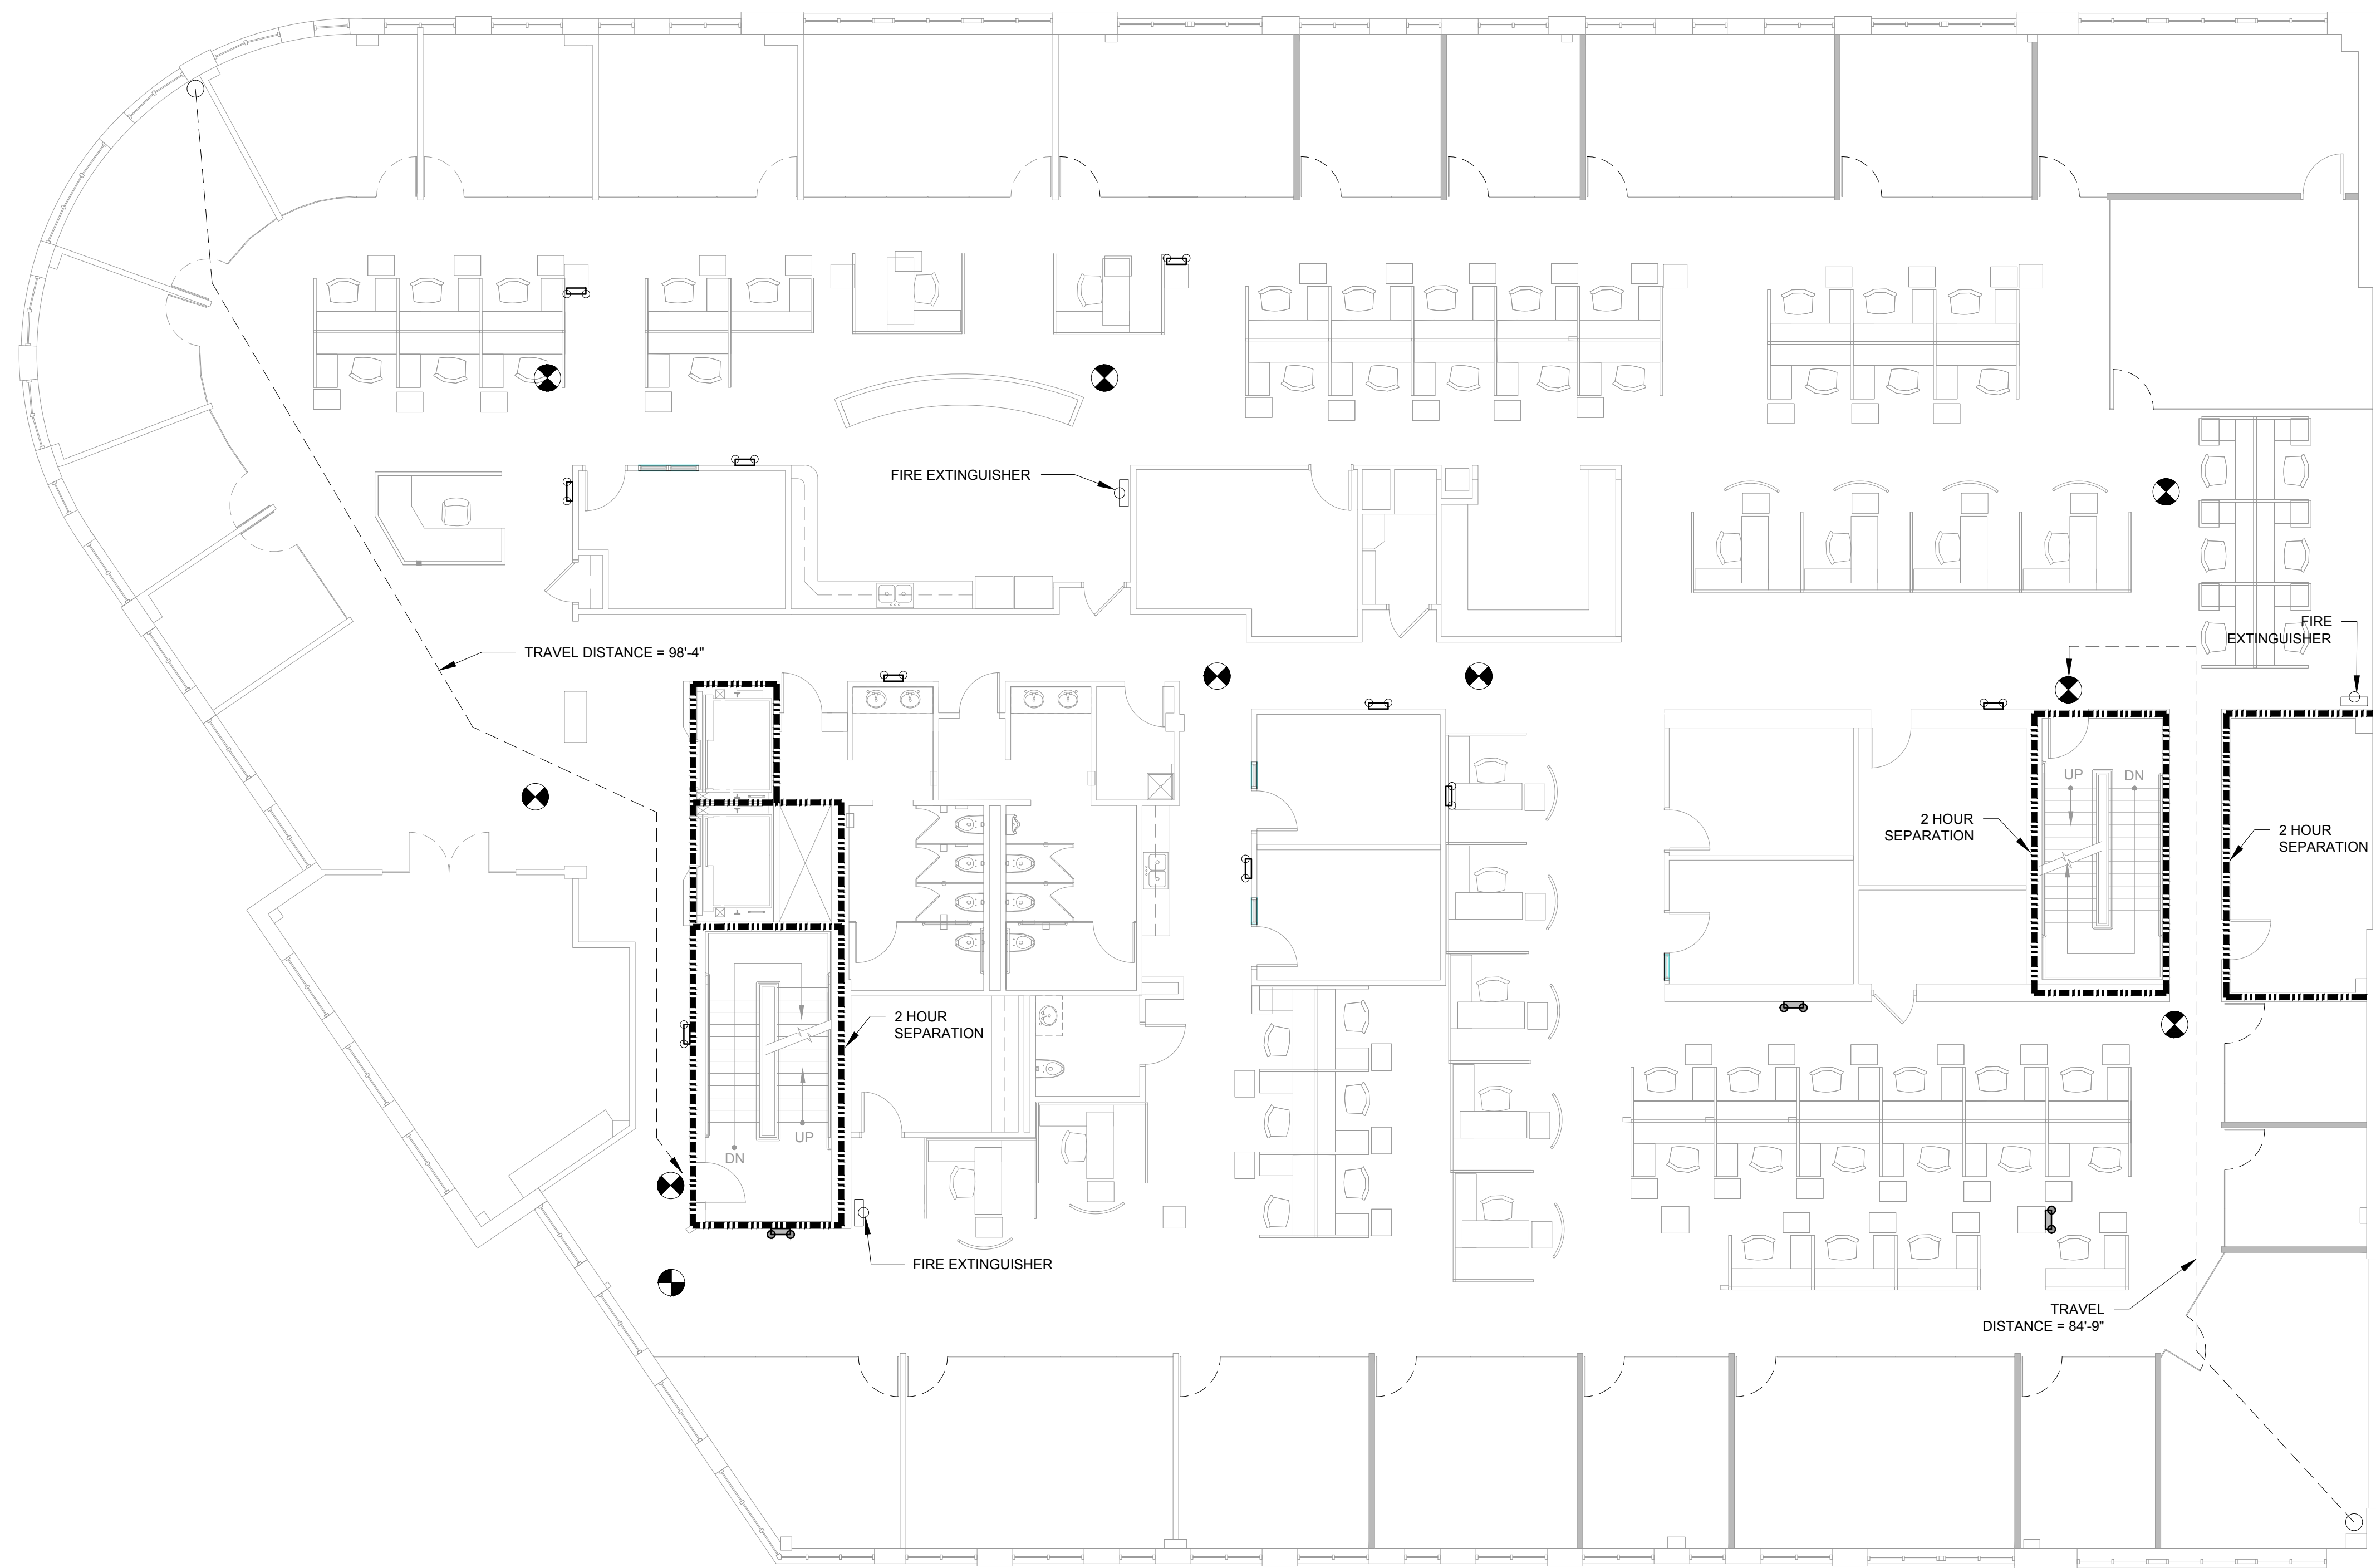 FIRE EXTINGUISHER
FIRE
EXTINGUISHER
TRAVEL DISTANCE = 98'-4"
UP
DN
2 HOUR
SEPARATION
2 HOUR
SEPARATION
2 HOUR
SEPARATION
UP
DN
FIRE EXTINGUISHER
TRAVEL
DISTANCE = 84'-9"